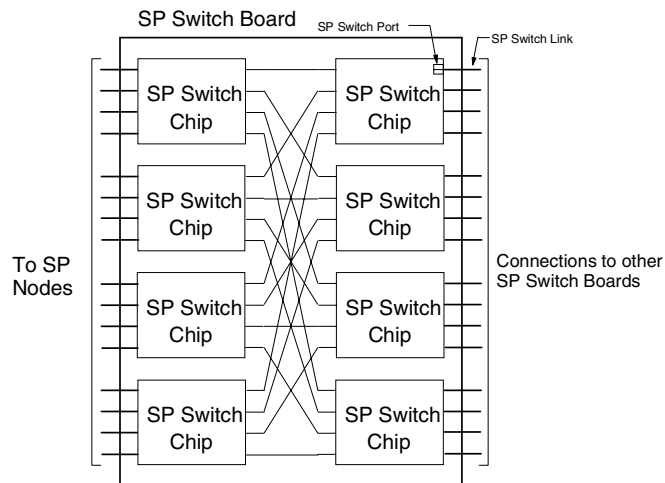 SP Switch Board
SP Switch Port
SP Switch Link
SP Switch
Chip
SP Switch
Chip
SP Switch
Chip
SP Switch
Chip
SP Switch
Chip
SP Switch
Chip
SP Switch
Chip
SP Switch
Chip
To SP
Nodes
Connections to other
SP Switch Boards